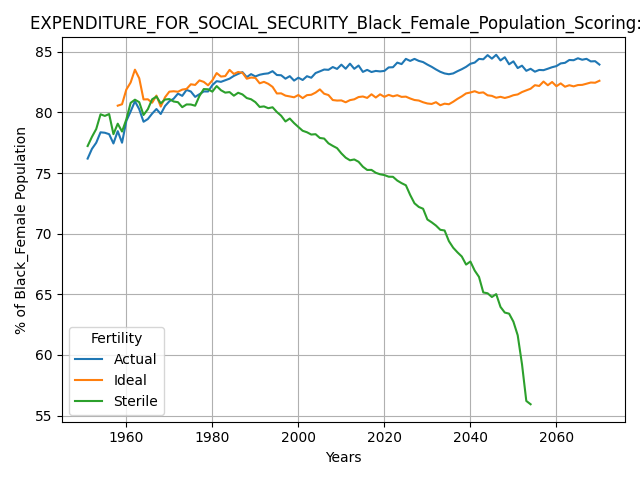 EXPENDITURE_FOR_SOCIAL_SECURITY_Black_Female_Population_Scoring:
% of Black_Female Population
85
80
75
70
65
60
55
Fertility
Actual
Ideal
Sterile
1960 1980 2000 2020 2040 2060
Years